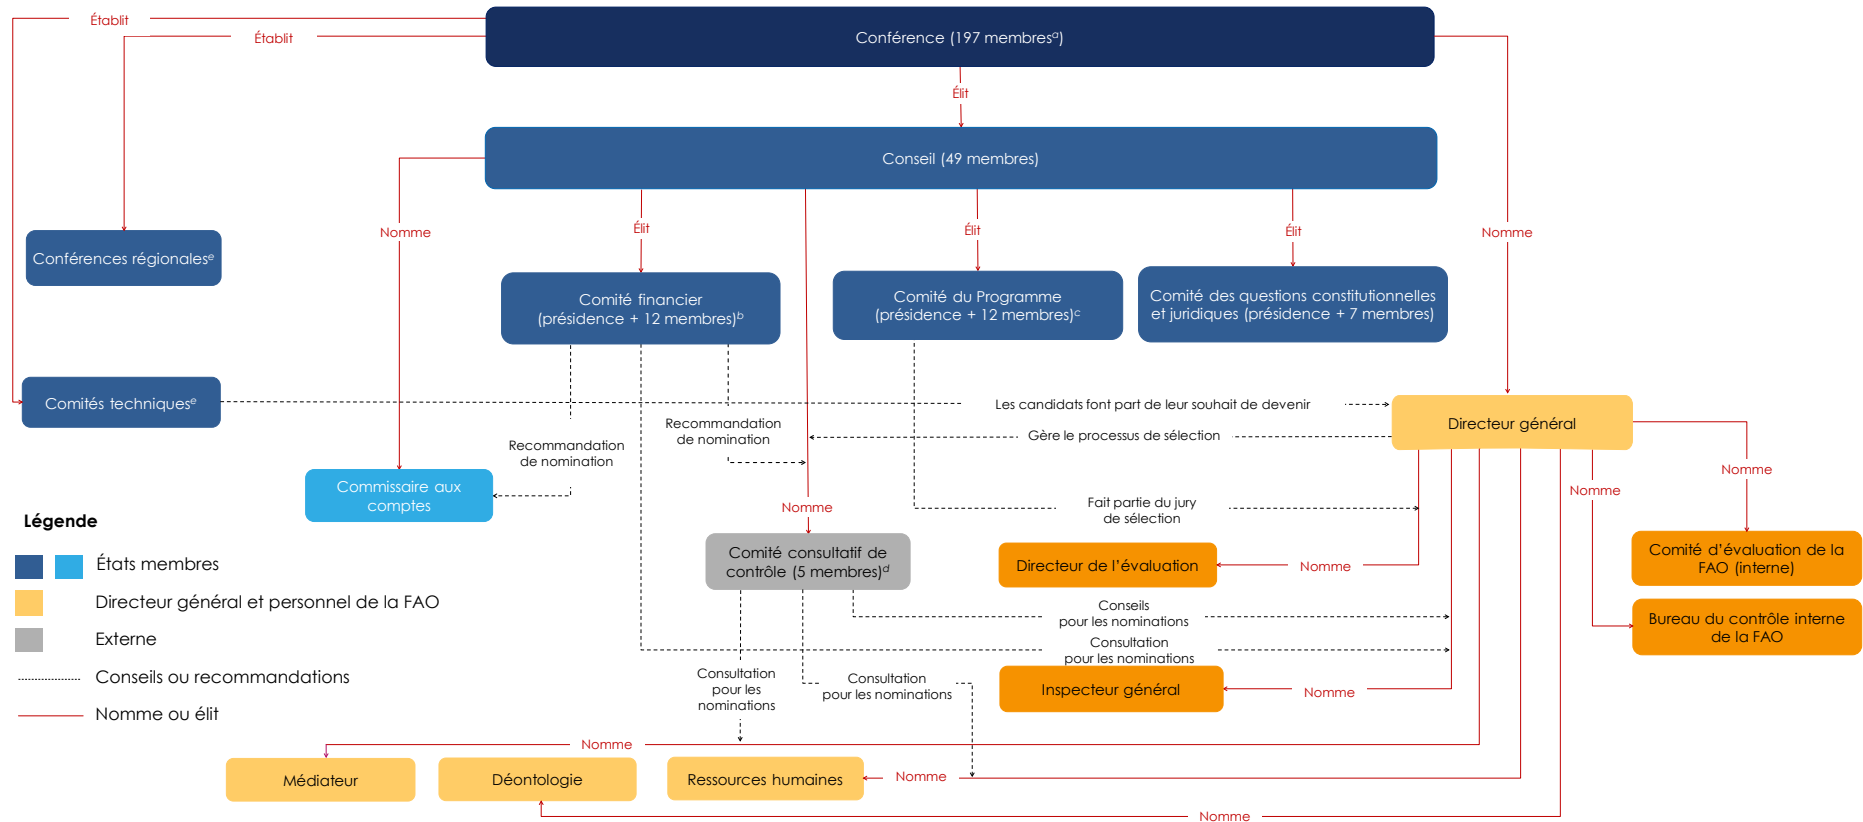 Établit
Établit
Conférence (197 membresᵃ)
Élit
Conseil (49 membres)
Nomme
Élit
Élit
Élit
Nomme
Conférences régionalesᵉ
Comité financier
(présidence + 12 membres)ᵇ
Comité du Programme
(présidence + 12 membres)ᶜ
Comité des questions constitutionnelles
et juridiques (présidence + 7 membres)
Comités techniquesᵉ
Les candidats font part de leur souhait de devenir
Directeur général
Recommandation
de nomination
Gère le processus de sélection
Recommandation
de nomination
Nomme
Nomme
Commissaire aux
comptes
Nomme
Fait partie du jury
de sélection
Légende
États membres
Directeur général et personnel de la FAO
Externe
Conseils ou recommandations
Nomme ou élit
Comité consultatif de
contrôle (5 membres)ᵈ
Directeur de l’évaluation
Nomme
Comité d’évaluation de la
FAO (interne)
Conseils
pour les nominations
Bureau du contrôle interne
de la FAO
Consultation
pour les nominations
Consultation
pour les
nominations
Consultation
pour les nominations
Inspecteur général
Nomme
Nomme
Médiateur
Déontologie
Ressources humaines
Nomme
Nomme